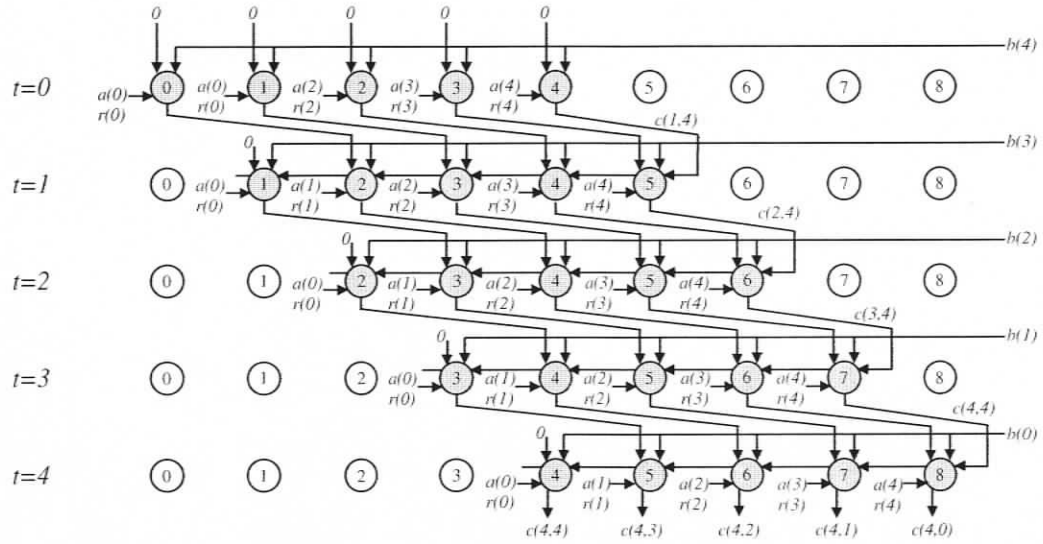 0 0 0 0 0
b(4)
t=0 a(0) 0 a(0) 1 a(2) 2 a(3) 3 a(4) 4 5 6 7 8
r(0) r(0) r(2) r(3) r(4)
c(1,4)
0 b(3)
t=1 0 a(0) 1 a(1) 2 a(2) 3 a(3) 4 a(4) 5 6 7 8
r(0) r(1) r(2) r(3) r(4)
c(2,4)
0 b(2)
t=2 0 1 a(0) 2 a(1) 3 a(2) 4 a(3) 5 a(4) 6 7 8
r(0) r(1) r(2) r(3) r(4)
c(3,4)
0 b(1)
t=3 0 1 2 a(0) 3 a(1) 4 a(2) 5 a(3) 6 a(4) 7 8
r(0) r(1) r(2) r(3) r(4)
c(4,4)
0 b(0)
t=4 0 1 2 3 a(0) 4 a(1) 5 a(2) 6 a(3) 7 a(4) 8
r(0) r(1) r(2) r(3) r(4)
c(4,4) c(4,3) c(4,2) c(4,1) c(4,0)